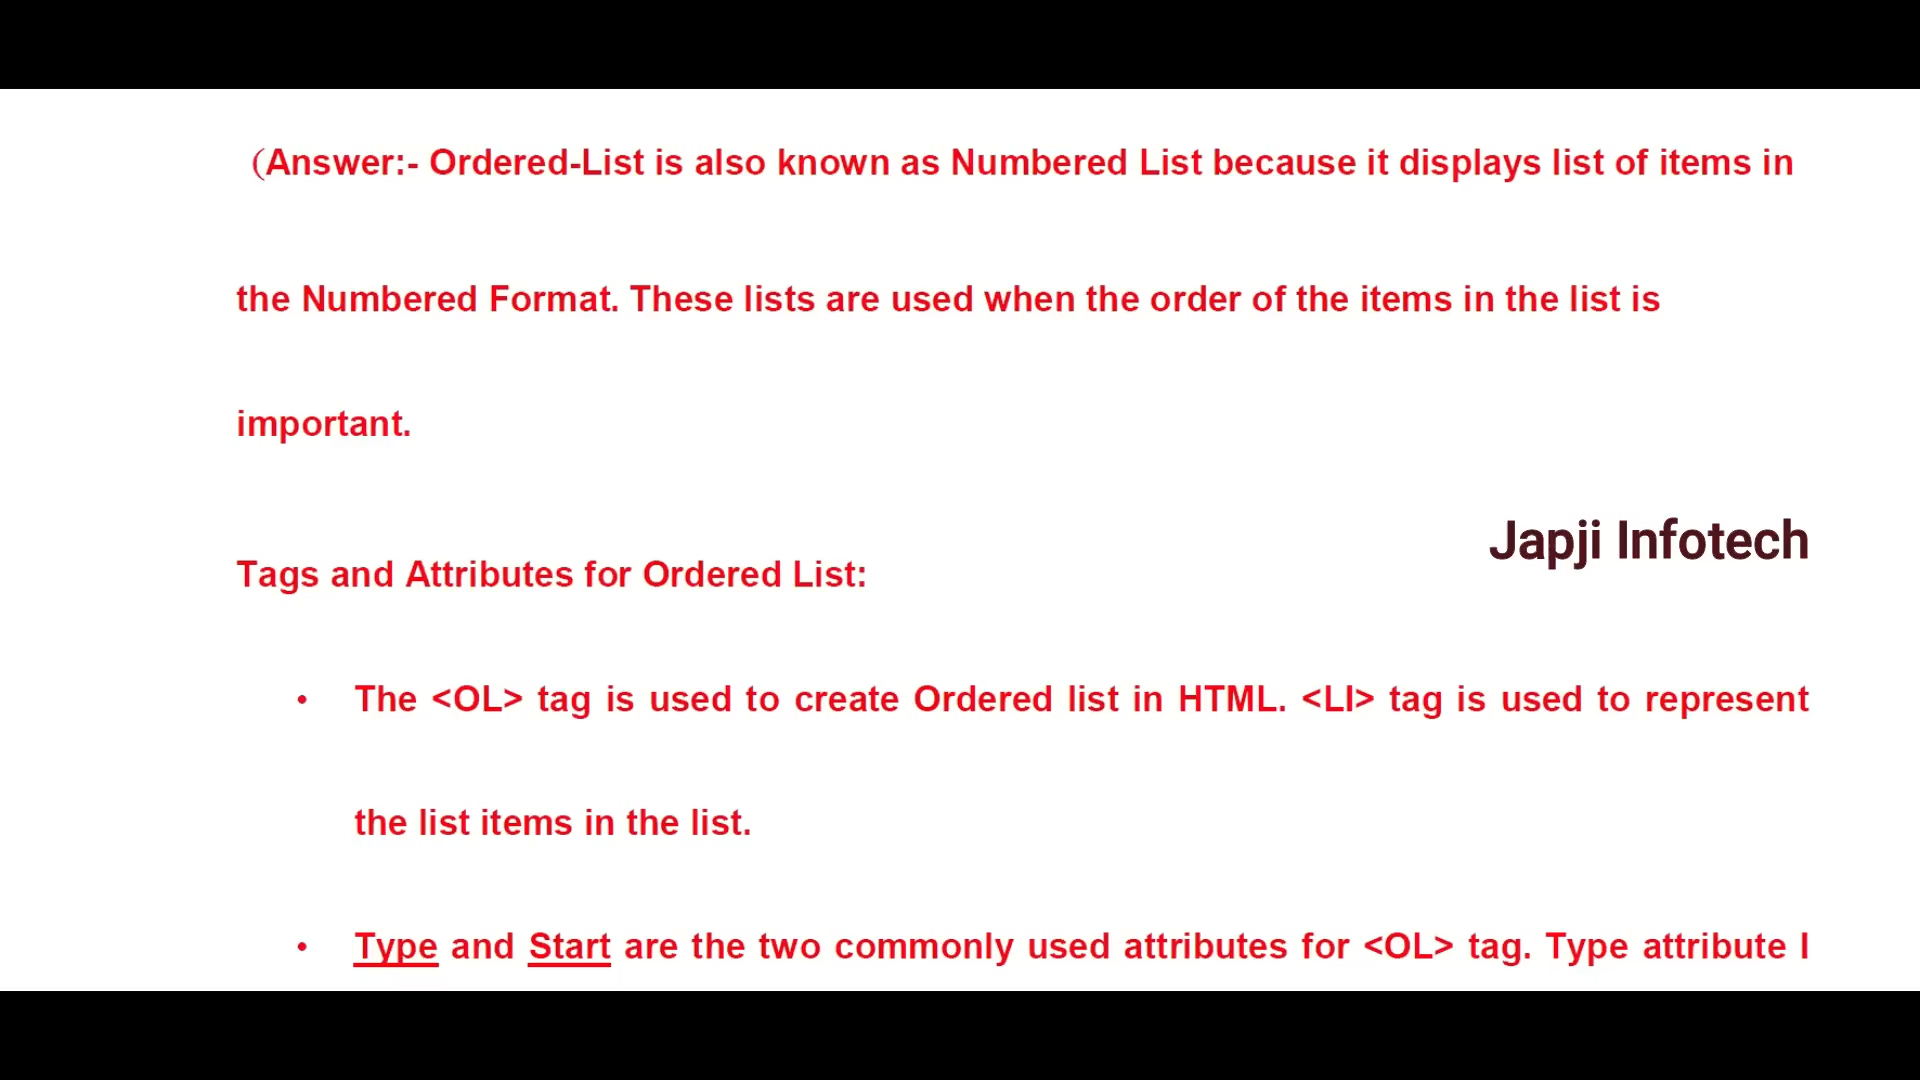 (Answer:- Ordered-List is also known as Numbered List because it displays list of items in
the Numbered Format. These lists are used when the order of the items in the list is
important.
Japji Infotech
Tags and Attributes for Ordered List:
• The <OL> tag is used to create Ordered list in HTML. <LI> tag is used to represent
the list items in the list.
• Type and Start are the two commonly used attributes for <OL> tag. Type attribute I